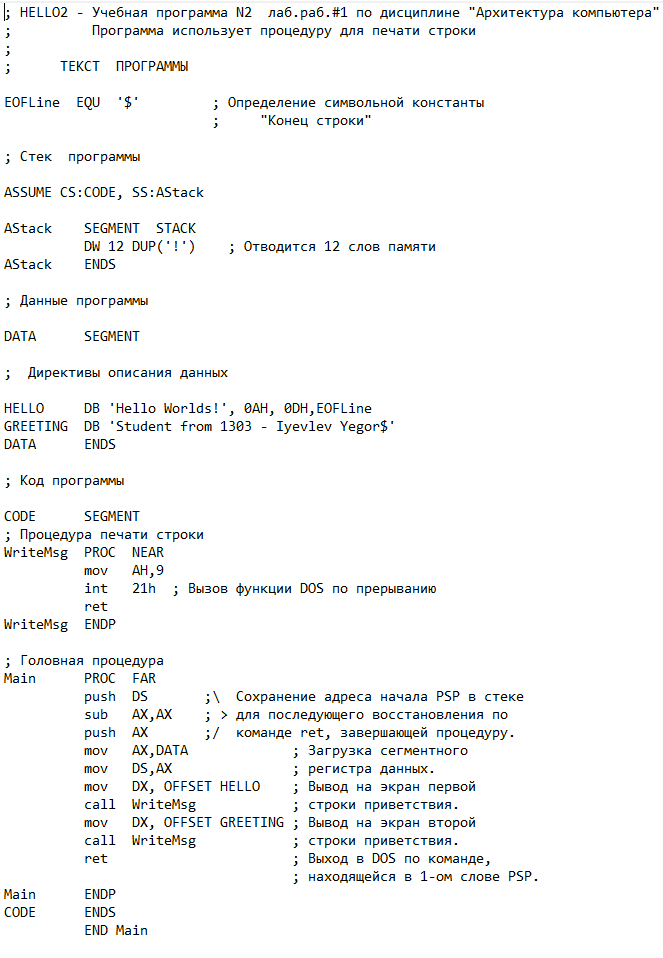 ; HELLO2 - Учебная программа N2  лаб.раб.#1 по дисциплине "Архитектура компьютера"
;          Программа использует процедуру для печати строки
;
;      ТЕКСТ  ПРОГРАММЫ
EOFLine  EQU  '$'         ; Определение символьной константы
                          ;     "Конец строки"
; Стек  программы
ASSUME CS:CODE, SS:AStack
AStack    SEGMENT  STACK
          DW 12 DUP('!')    ; Отводится 12 слов памяти
AStack    ENDS
; Данные программы
DATA      SEGMENT
;  Директивы описания данных
HELLO     DB 'Hello Worlds!', 0AH, 0DH,EOFLine
GREETING  DB 'Student from 1303 - Iyevlev Yegor$'
DATA      ENDS
; Код программы
CODE      SEGMENT
; Процедура печати строки
WriteMsg  PROC  NEAR
          mov   AH,9
          int   21h  ; Вызов функции DOS по прерыванию
          ret
WriteMsg  ENDP
; Головная процедура
Main      PROC  FAR
          push  DS       ;\  Сохранение адреса начала PSP в стеке
          sub   AX,AX    ; > для последующего восстановления по
          push  AX       ;/  команде ret, завершающей процедуру.
          mov   AX,DATA             ; Загрузка сегментного
          mov   DS,AX               ; регистра данных.
          mov   DX, OFFSET HELLO    ; Вывод на экран первой
          call  WriteMsg            ; строки приветствия.
          mov   DX, OFFSET GREETING ; Вывод на экран второй
          call  WriteMsg            ; строки приветствия.
          ret                       ; Выход в DOS по команде,
                                    ; находящейся в 1-ом слове PSP.
Main      ENDP
CODE      ENDS
          END Main